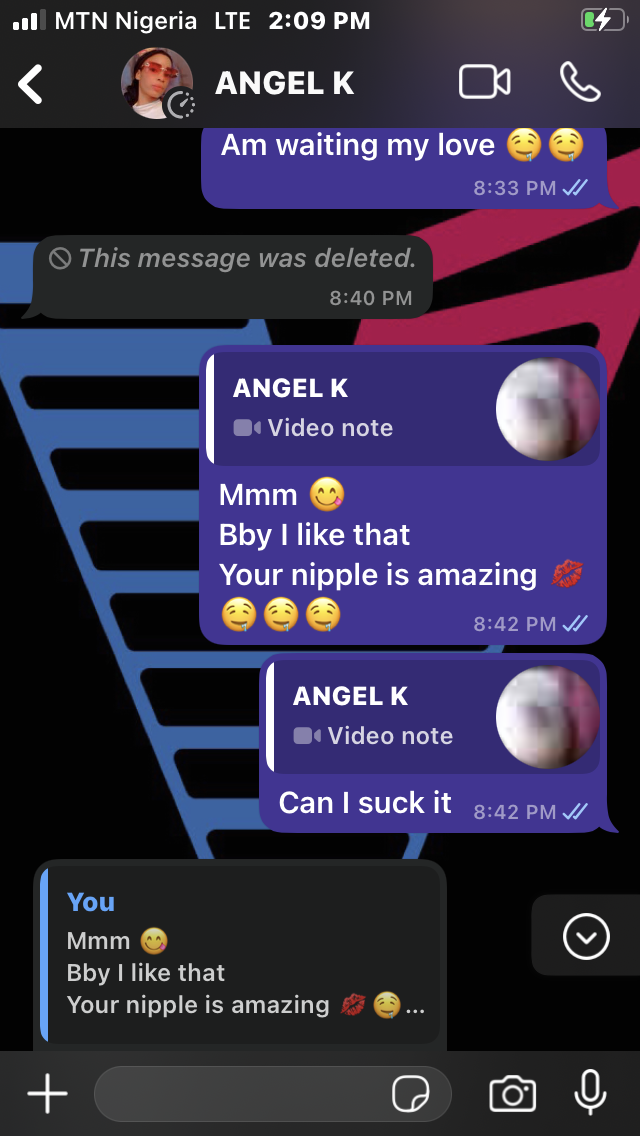 MTN Nigeria LTE 2:09 PM
ANGEL K
Am waiting my love 🤤🤤
8:33 PM
This message was deleted.
8:40 PM
ANGEL K
Video note
Mmm 😋
Bby I like that
Your nipple is amazing 💋
🤤🤤🤤 8:42 PM
ANGEL K
Video note
Can I suck it 8:42 PM
You
Mmm 😋
Bby I like that
Your nipple is amazing 💋🤤...